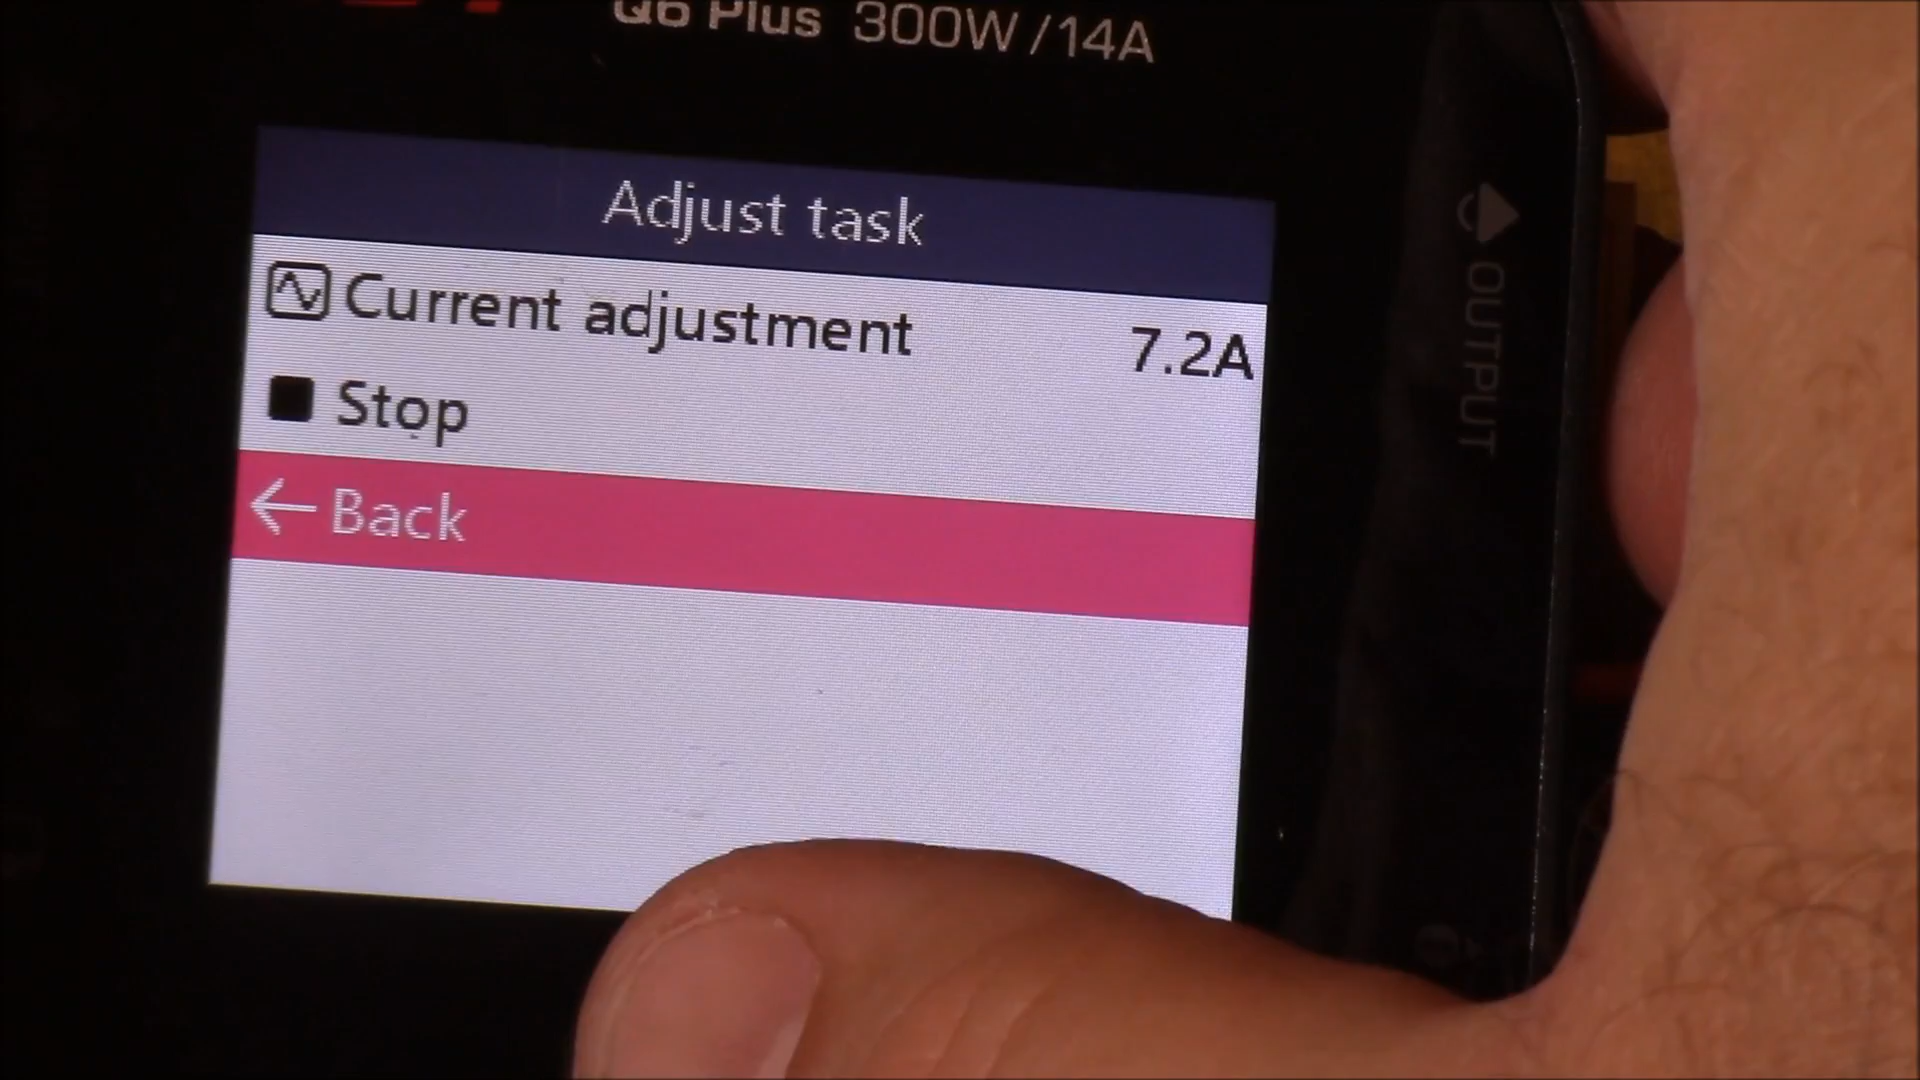 Q6 Plus 300W/14A
Adjust task
Current adjustment 7.2A
Stop
Back
OUTPUT